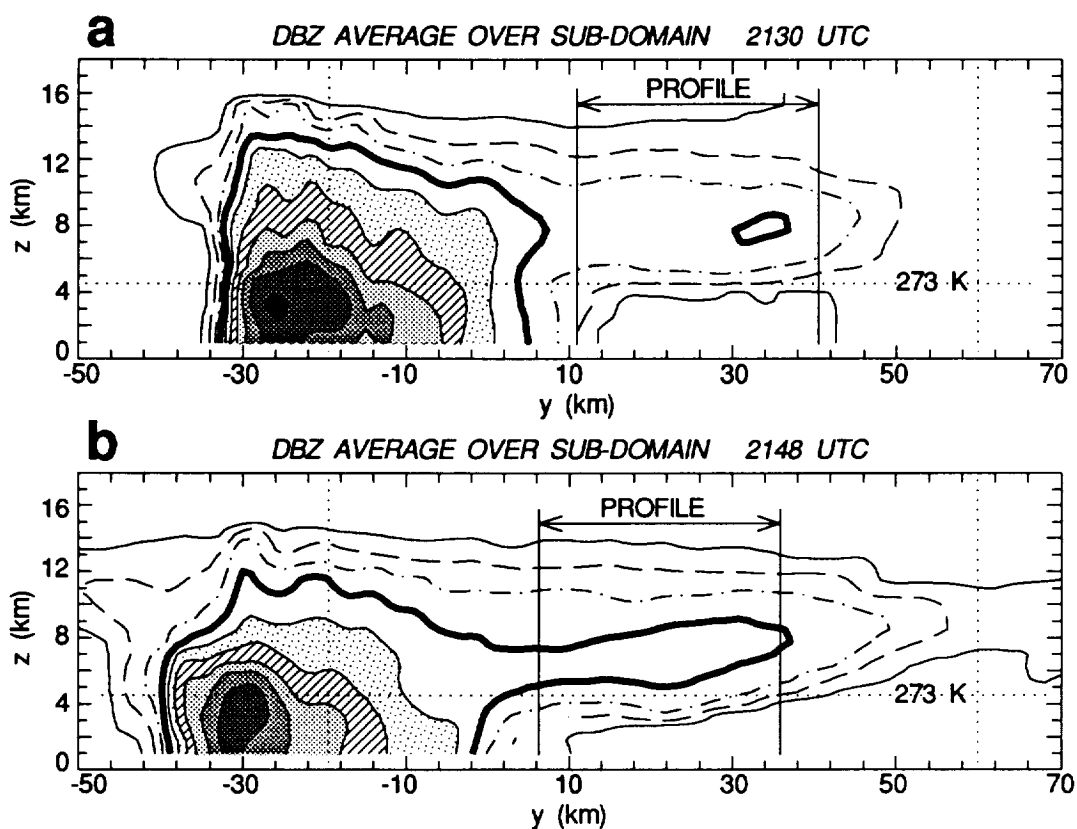 a
DBZ AVERAGE OVER SUB-DOMAIN 2130 UTC
16
12
8
4
0
z (km)
PROFILE
273 K
-50 -30 -10 10 30 50 70
y (km)
b
DBZ AVERAGE OVER SUB-DOMAIN 2148 UTC
16
12
8
4
0
z (km)
PROFILE
273 K
-50 -30 -10 10 30 50 70
y (km)